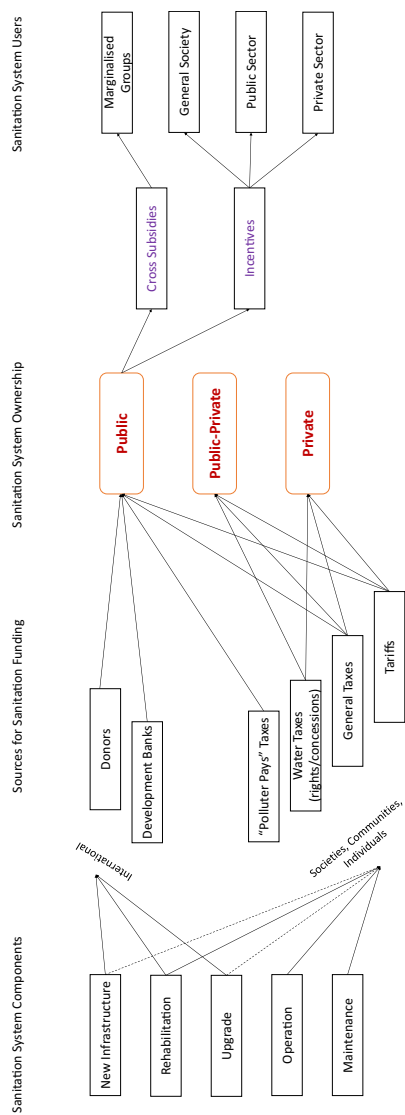 Sanitation System Components
New Infrastructure
Rehabilitation
Upgrade
Operation
Maintenance
International
Societies, Communities,
Individuals
Sources for Sanitation Funding
Donors
Development Banks
"Polluter Pays" Taxes
Water Taxes
(rights/concessions)
General Taxes
Tariffs
Sanitation System Ownership
Public
Public-Private
Private
Cross Subsidies
Incentives
Sanitation System Users
Marginalised
Groups
General Society
Public Sector
Private Sector